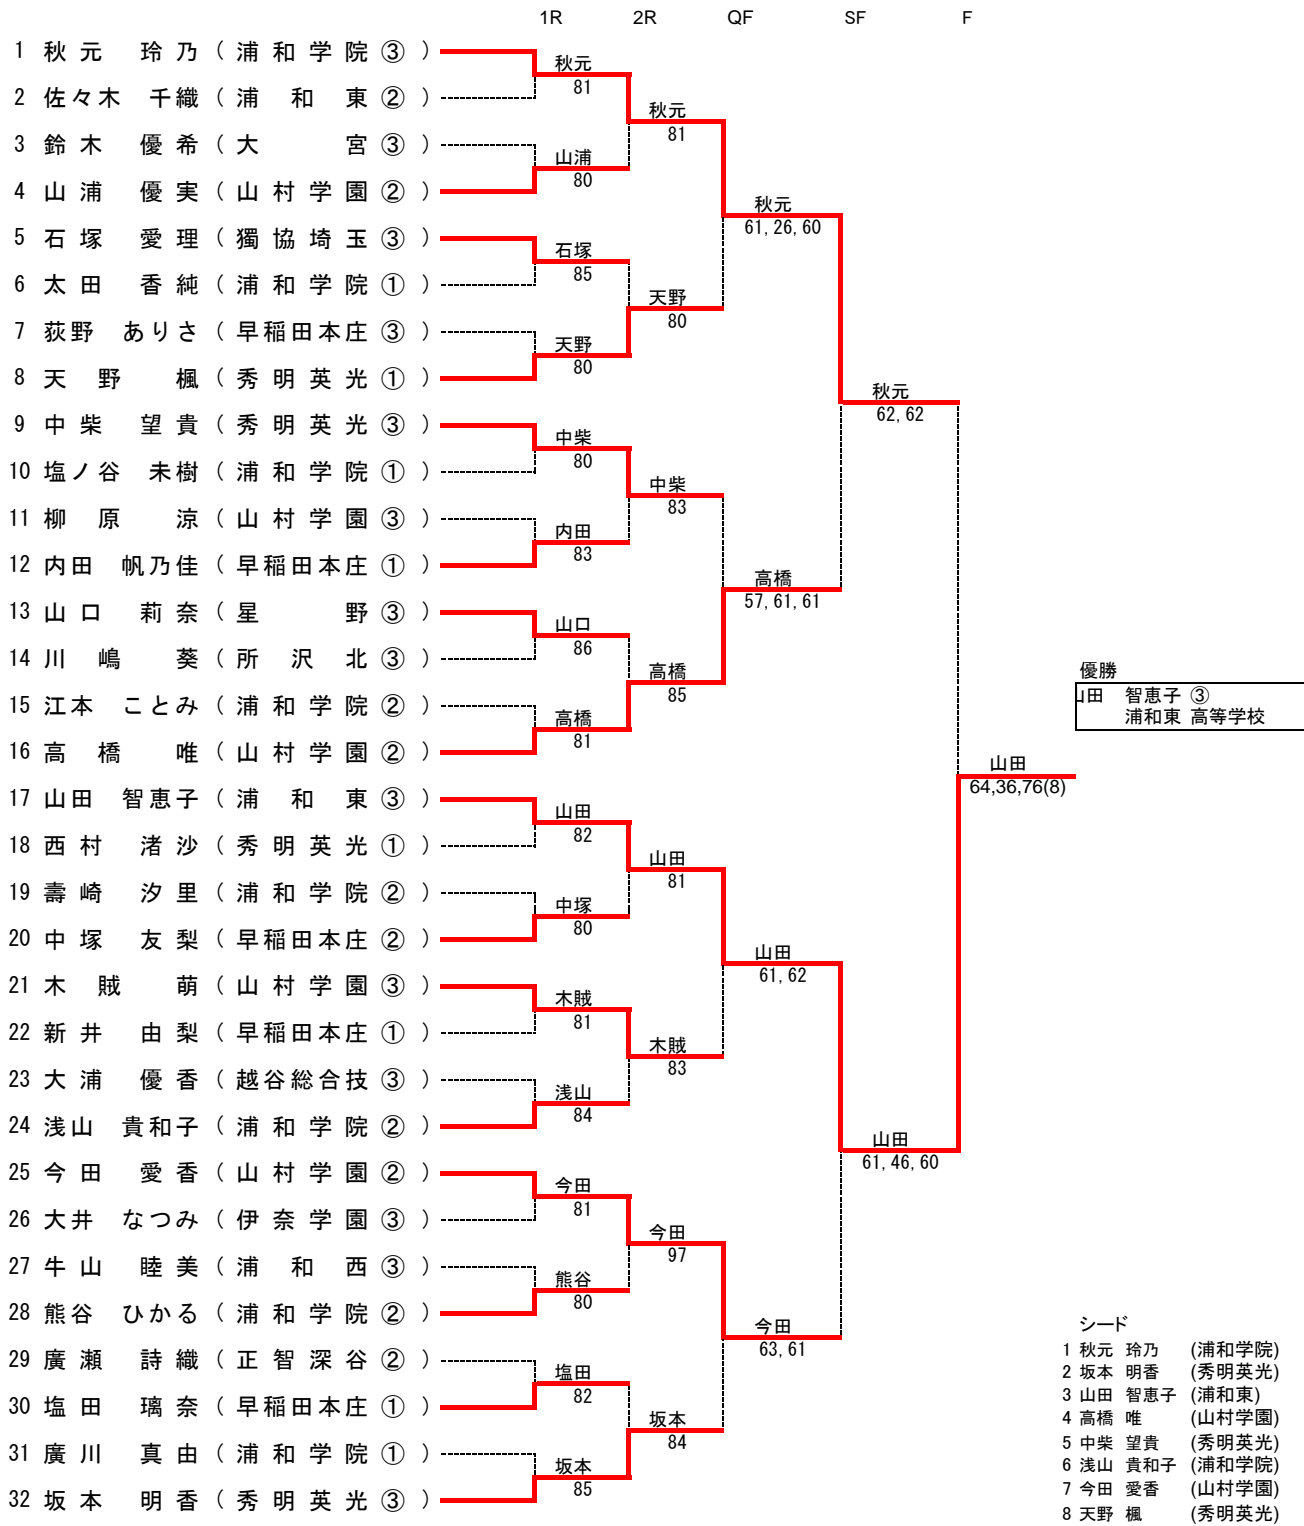 1R 2R QF SF F
1 秋元 玲乃 ( 浦和学院 ③ )
2 佐々木 千織 ( 浦和東 ② )
3 鈴木 優希 ( 大宮 ③ )
4 山浦 優実 ( 山村学園 ② )
5 石塚 愛理 ( 獨協埼玉 ③ )
6 太田 香純 ( 浦和学院 ① )
7 荻野 ありさ ( 早稲田本庄 ③ )
8 天野 楓 ( 秀明英光 ① )
9 中柴 望貴 ( 秀明英光 ③ )
10 塩ノ谷 未樹 ( 浦和学院 ① )
11 柳原 涼 ( 山村学園 ③ )
12 内田 帆乃佳 ( 早稲田本庄 ① )
13 山口 莉奈 ( 星野 ③ )
14 川嶋 葵 ( 所沢北 ③ )
15 江本 ことみ ( 浦和学院 ② )
16 高橋 唯 ( 山村学園 ② )
17 山田 智恵子 ( 浦和東 ③ )
18 西村 渚沙 ( 秀明英光 ① )
19 壽崎 汐里 ( 浦和学院 ② )
20 中塚 友梨 ( 早稲田本庄 ② )
21 木賊 萌 ( 山村学園 ③ )
22 新井 由梨 ( 早稲田本庄 ① )
23 大浦 優香 ( 越谷総合技 ③ )
24 浅山 貴和子 ( 浦和学院 ② )
25 今田 愛香 ( 山村学園 ② )
26 大井 なつみ ( 伊奈学園 ③ )
27 牛山 睦美 ( 浦和西 ③ )
28 熊谷 ひかる ( 浦和学院 ② )
29 廣瀬 詩織 ( 正智深谷 ② )
30 塩田 璃奈 ( 早稲田本庄 ① )
31 廣川 真由 ( 浦和学院 ① )
32 坂本 明香 ( 秀明英光 ③ )
秋元
81
山浦
80
石塚
85
天野
80
中柴
80
内田
83
山口
86
高橋
81
山田
82
中塚
80
木賊
81
浅山
84
今田
81
熊谷
80
塩田
82
坂本
85
秋元
81
天野
80
中柴
83
高橋
85
山田
81
木賊
83
今田
97
坂本
84
秋元
61, 26, 60
高橋
57, 61, 61
山田
61, 62
今田
63, 61
秋元
62, 62
山田
61, 46, 60
山田
64,36,76(8)
優勝
山田 智恵子 ③
浦和東 高等学校
シード
1 秋元 玲乃 (浦和学院)
2 坂本 明香 (秀明英光)
3 山田 智恵子 (浦和東)
4 高橋 唯 (山村学園)
5 中柴 望貴 (秀明英光)
6 浅山 貴和子 (浦和学院)
7 今田 愛香 (山村学園)
8 天野 楓 (秀明英光)